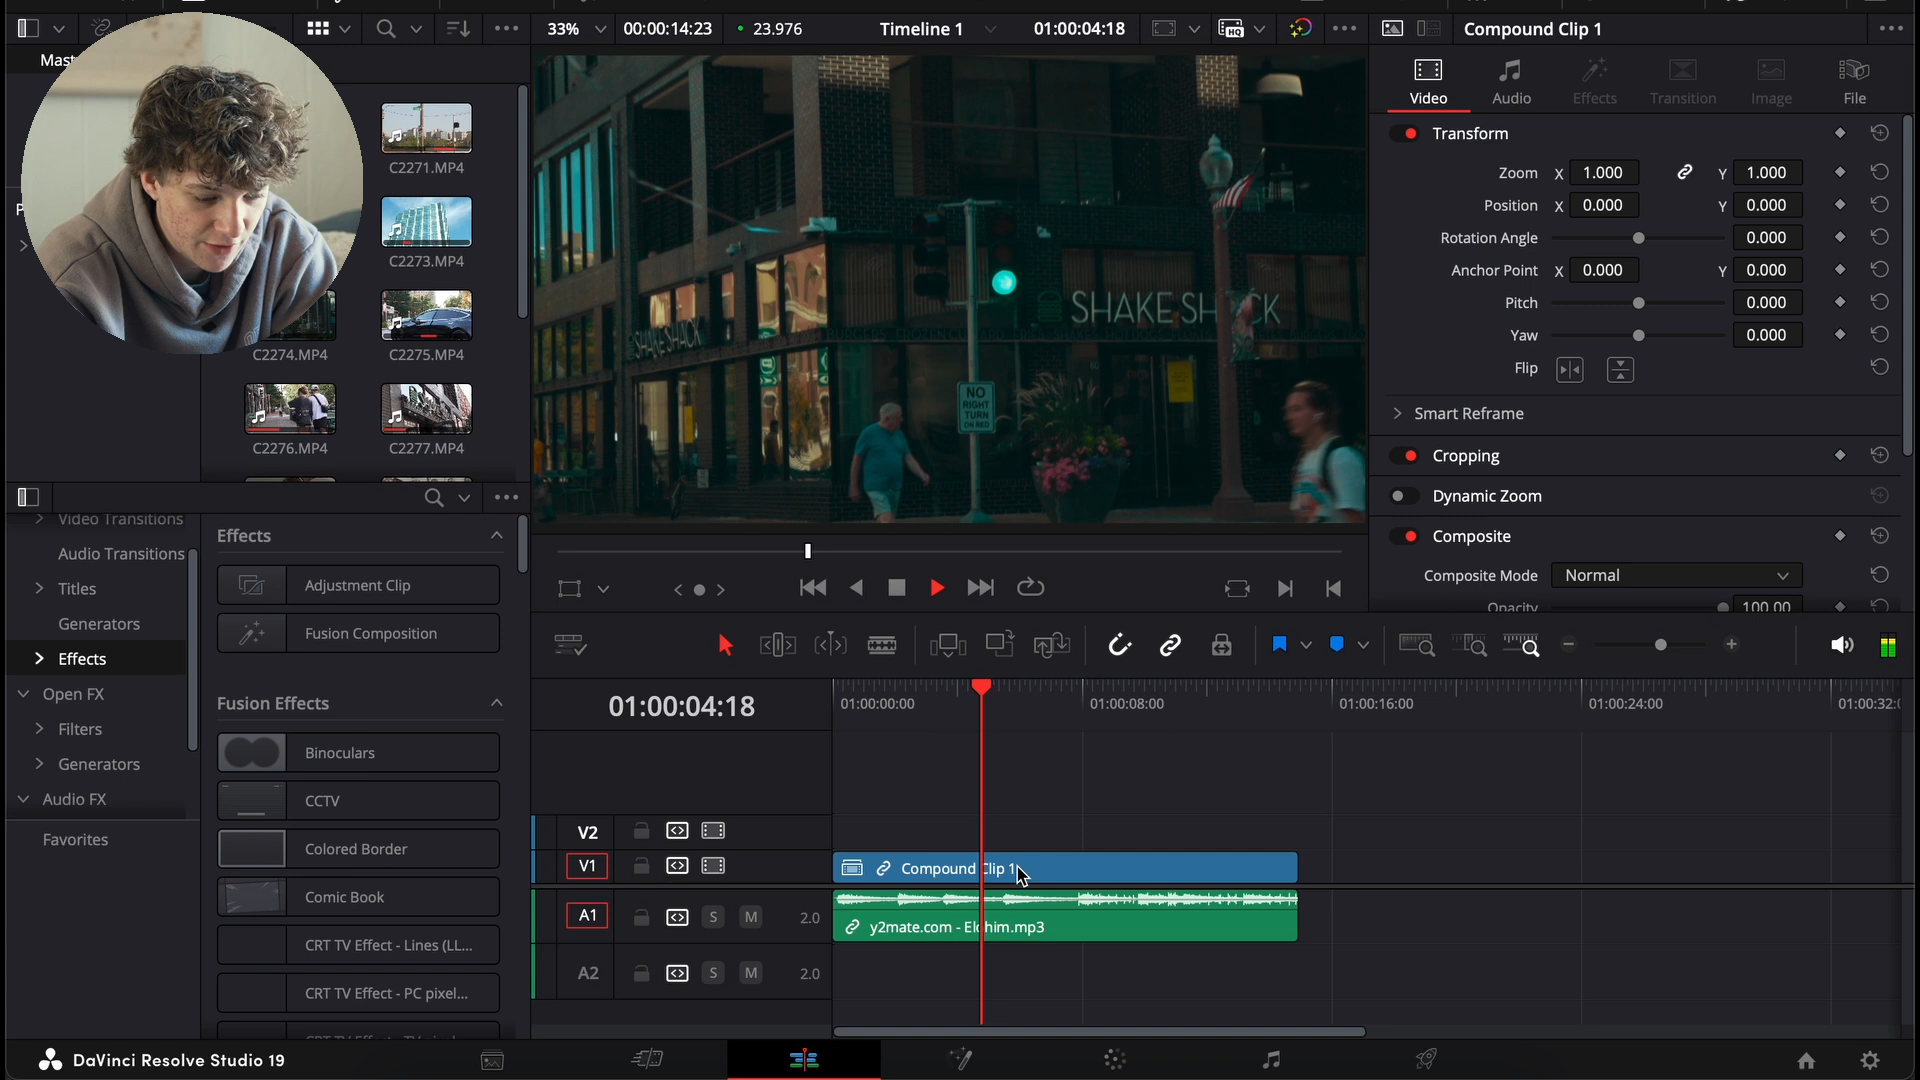 33%
00:00:14:23
23.976
Timeline 1
01:00:04:18
Compound Clip 1
Mast
C2271.MP4
C2273.MP4
C2274.MP4
C2275.MP4
C2276.MP4
C2277.MP4
SHAKE SHACK
SHAKE SHACK
NO
RIGHT
TURN
ON RED
Video
Audio
Effects
Transition
Image
File
Transform
Zoom X 1.000 Y 1.000
Position X 0.000 Y 0.000
Rotation Angle 0.000
Anchor Point X 0.000 Y 0.000
Pitch 0.000
Yaw 0.000
Flip
Smart Reframe
Cropping
Dynamic Zoom
Composite
Composite Mode Normal
Opacity 100.00
Video Transitions
Audio Transitions
Titles
Generators
Effects
Open FX
Filters
Generators
Audio FX
Favorites
Effects
Adjustment Clip
Fusion Composition
Fusion Effects
Binoculars
CCTV
Colored Border
Comic Book
CRT TV Effect - Lines (LL...
CRT TV Effect - PC pixel...
01:00:04:18
01:00:00:00
01:00:08:00
01:00:16:00
01:00:24:00
01:00:32:0
V2
V1
Compound Clip 1
A1 S M 2.0
y2mate.com - Elohim.mp3
A2 S M 2.0
DaVinci Resolve Studio 19